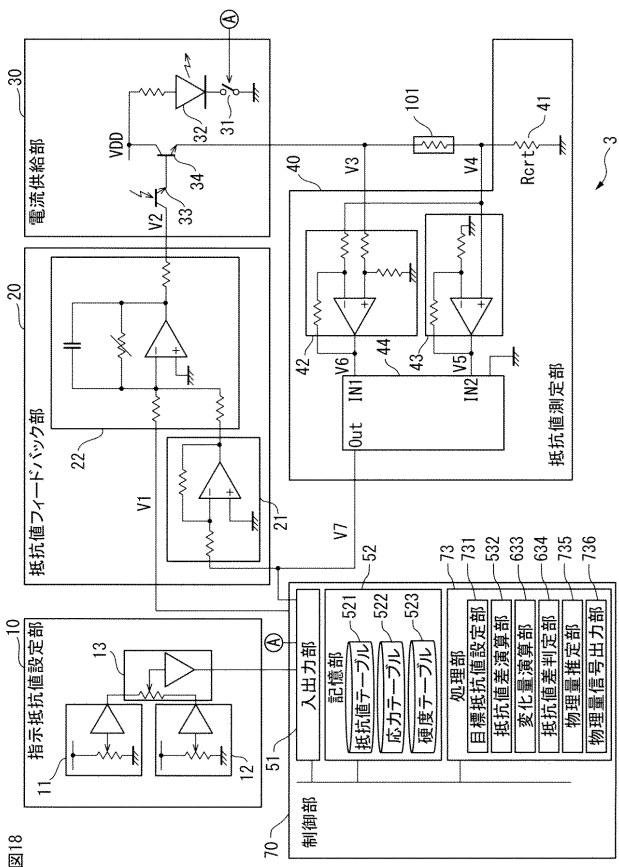 図18
10
指示抵抗値設定部
11
12
13
20
抵抗値フィードバック部
22
21
V1
30
電流供給部
VDD
V2
33
34
32
31
A
40
V3
101
V4
Rcrt
41
42
43
V6
44
V5
IN1
IN2
Out
抵抗値測定部
V7
3
70
制御部
51
A
入出力部
52
記憶部
521
抵抗値テーブル
522
応力テーブル
523
硬度テーブル
73
処理部
731
目標抵抗値設定部
532
抵抗値差演算部
633
変化量演算部
634
抵抗値差判定部
735
物理量推定部
736
物理量信号出力部